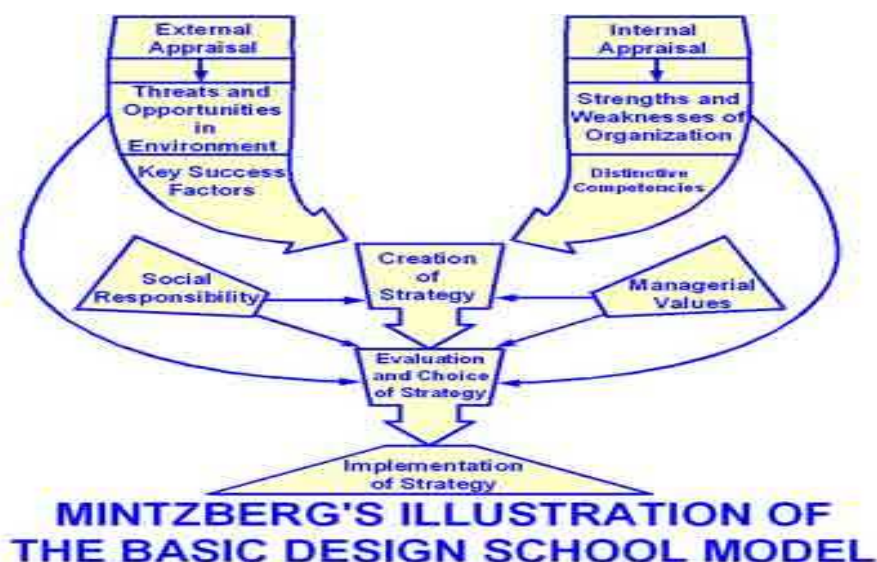 External
Appraisal
Threats and
Opportunities
in
Environment
Key Success
Factors
Internal
Appraisal
Strengths and
Weaknesses of
Organization
Distinctive
Competencies
Creation
of
Strategy
Social
Responsibility
Managerial
Values
Evaluation
and Choice
of Strategy
Implementation
of Strategy
MINTZBERG'S ILLUSTRATION OF
THE BASIC DESIGN SCHOOL MODEL